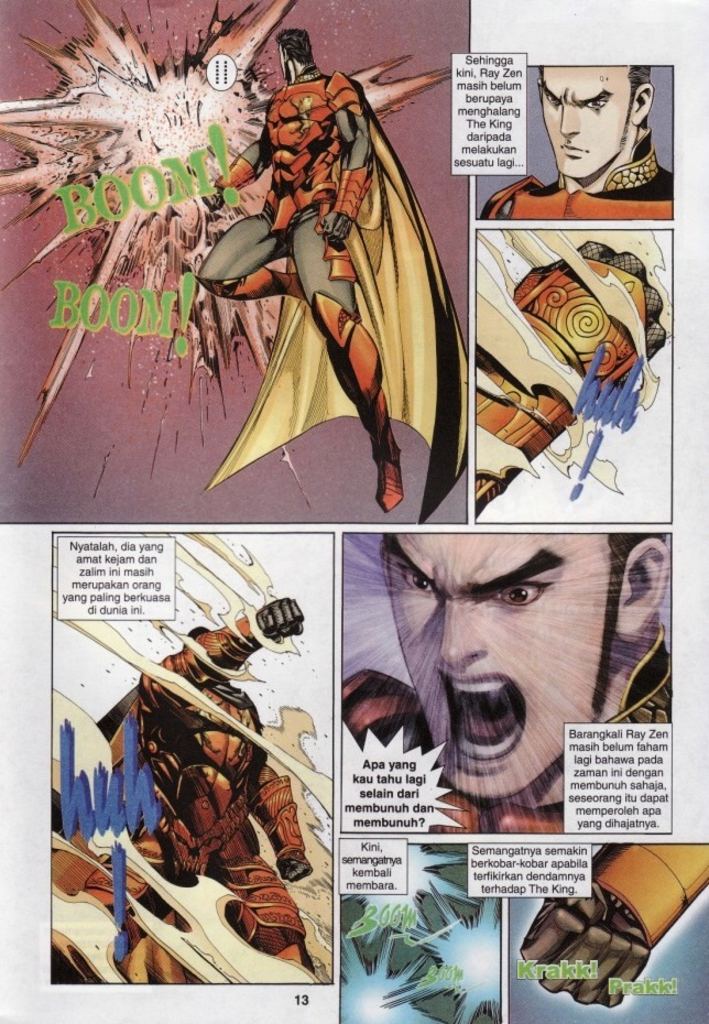 !!!
BOOM!
BOOM!
Sehingga
kini, Ray Zen
masih belum
berupaya
menghalang
The King
daripada
melakukan
sesuatu lagi...
huh!
Nyatalah, dia yang
amat kejam dan
zalim ini masih
merupakan orang
yang paling berkuasa
di dunia ini.
huh!
Apa yang
kau tahu lagi
selain dari
membunuh dan
membunuh?
Barangkali Ray Zen
masih belum faham
lagi bahawa pada
zaman ini dengan
membunuh sahaja,
seseorang itu dapat
memperoleh apa
yang dihajatnya.
Kini,
semangatnya
kembali
membara.
BOOM
BOOM
Semangatnya semakin
berkobar-kobar apabila
terfikirkan dendamnya
terhadap The King.
Krakk!
Prakk!
13